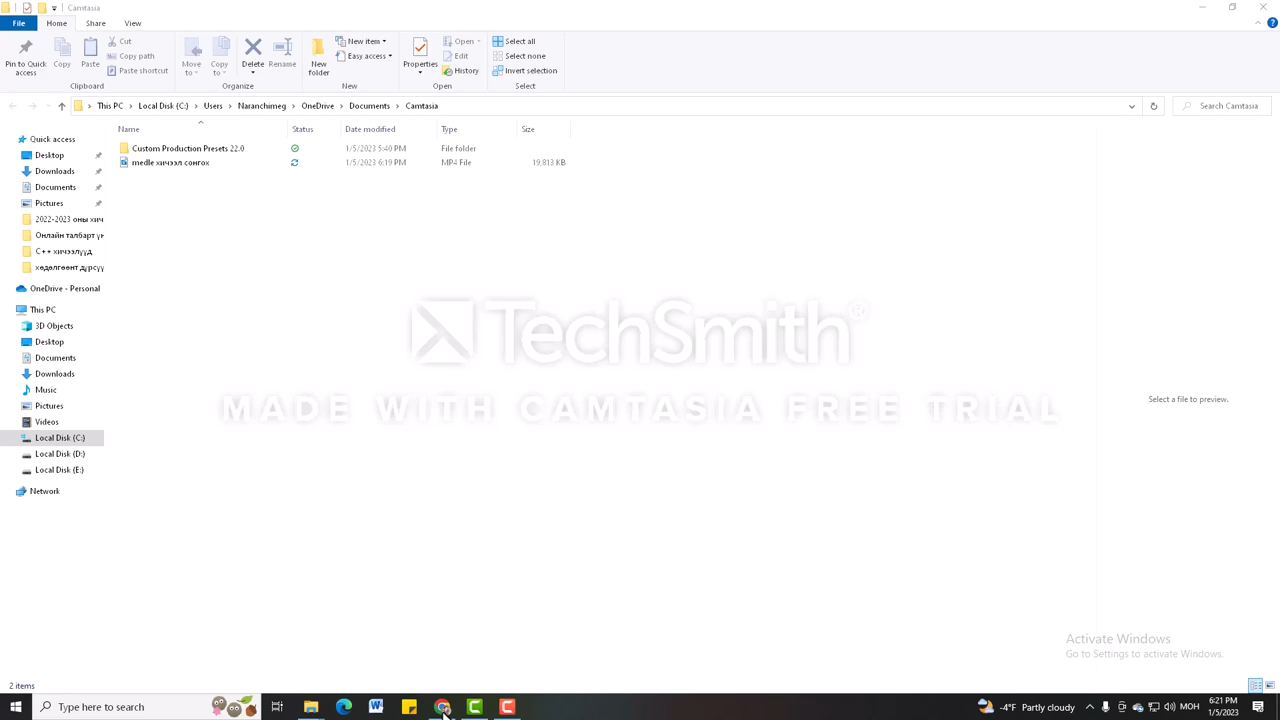 Camtasia
File Home Share View
Pin to Quick access
Copy
Paste
Cut
Copy path
Paste shortcut
Clipboard
Move to
Copy to
Delete
Rename
Organize
New folder
New item
Easy access
New
Properties
Open
Edit
History
Open
Select all
Select none
Invert selection
Select
This PC > Local Disk (C:) > Users > Naranchimeg > OneDrive > Documents > Camtasia
Search Camtasia
Name Status Date modified Type Size
Custom Production Presets 22.0 1/5/2023 5:40 PM File folder
medle хичээл сонгох 1/5/2023 6:19 PM MP4 File 19,813 KB
Quick access
Desktop
Downloads
Documents
Pictures
2022-2023 оны хич
Онлайн талбарт үн
C++ хичээлүүд
хөдөлгөөнт дүрсүү
OneDrive - Personal
This PC
3D Objects
Desktop
Documents
Downloads
Music
Pictures
Videos
Local Disk (C:)
Local Disk (D:)
Local Disk (E:)
Network
TechSmith®
MADE WITH CAMTASIA FREE TRIAL
Select a file to preview.
Activate Windows
Go to Settings to activate Windows.
2 items
Type here to search
-4°F Partly cloudy
МОН
6:21 PM
1/5/2023